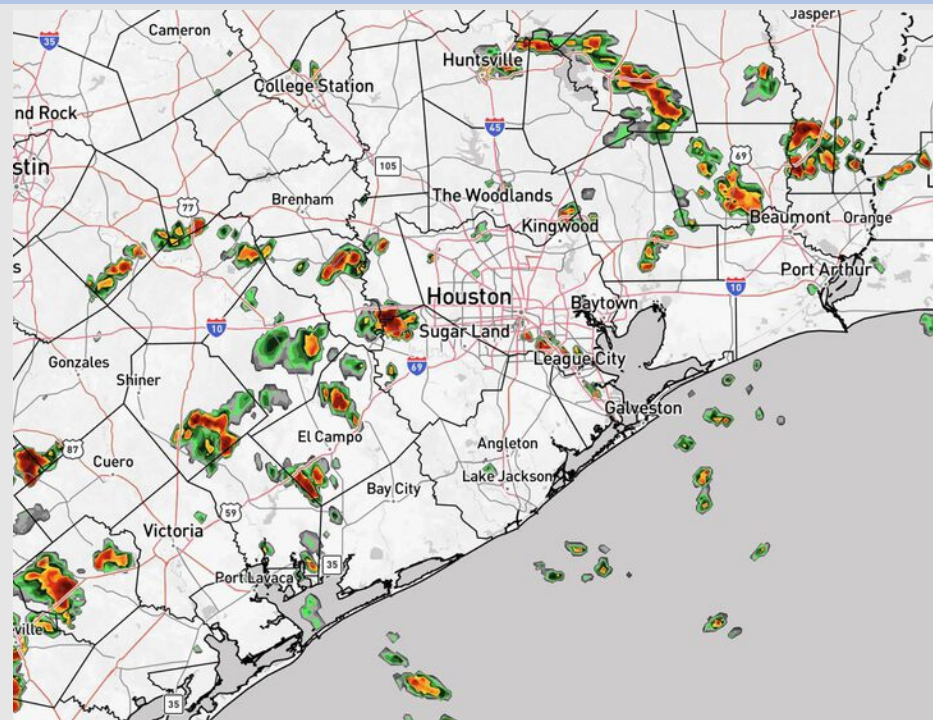 Jasper
Cameron
35
Huntsville
College Station
nd Rock
45
stin
105
69
The Woodlands
77
Brenham
Beaumont
Orange
Kingwood
s
Port Arthur
10
Houston
Baytown
10
Sugar Land
League City
Gonzales
69
Shiner
Galveston
El Campo
Angleton
87
Cuero
Lake Jackson
Bay City
59
Victoria
35
Port Lavaca
eville
35